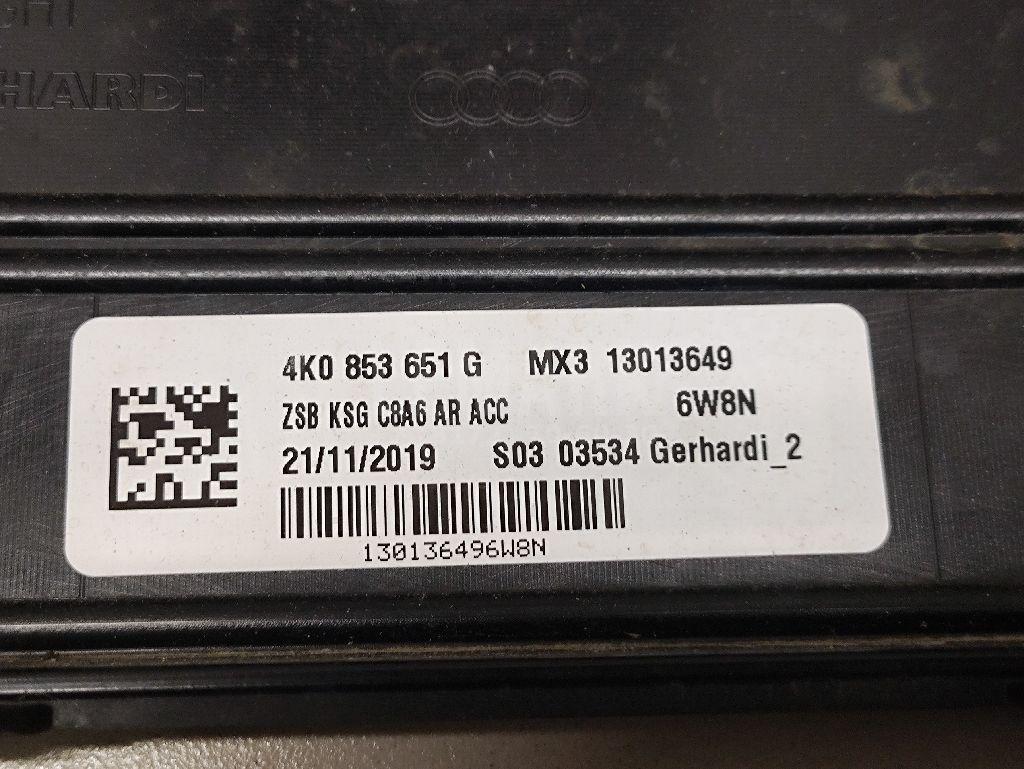 GHT
HARDI
4K0 853 651 G MX3 13013649
ZSB KSG C8A6 AR ACC 6W8N
21/11/2019 S03 03534 Gerhardi_2
130136496W8N